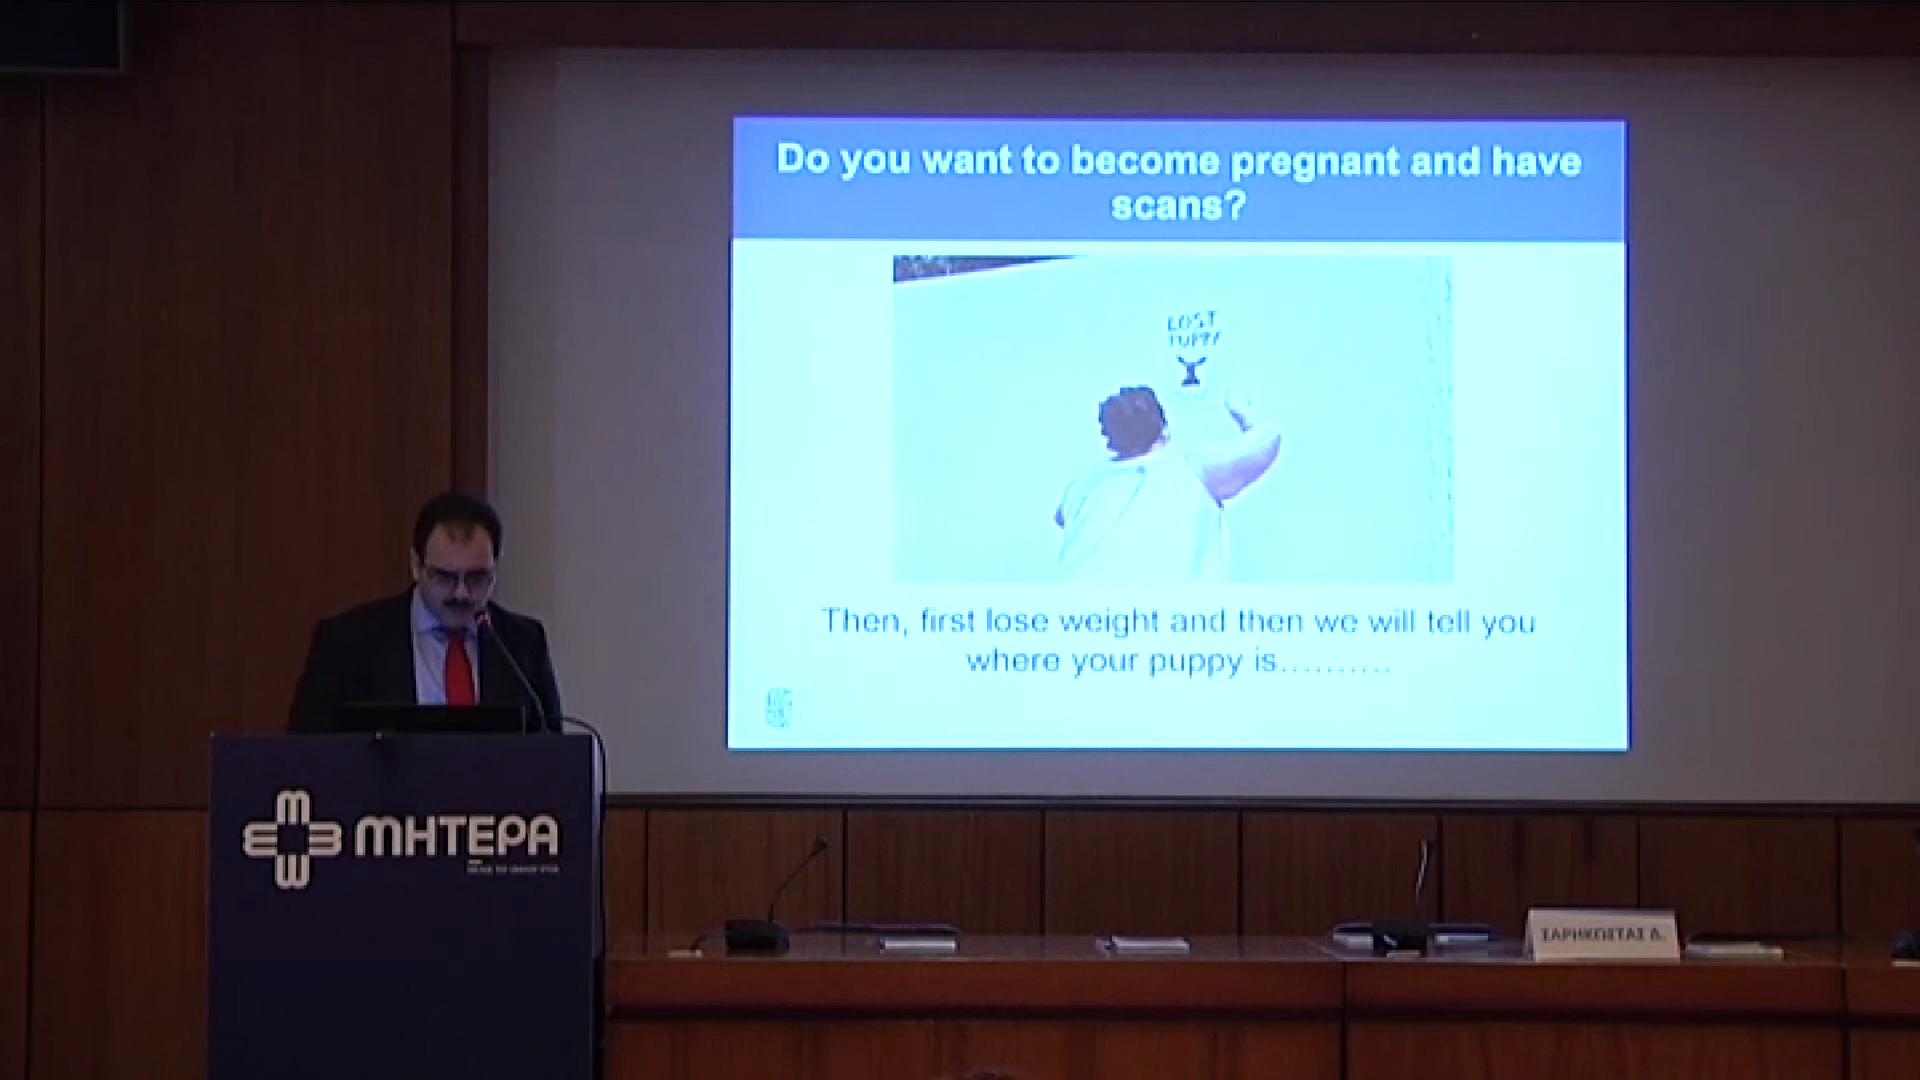 Do you want to become pregnant and have
scans?
LOST
PUPPY
Then, first lose weight and then we will tell you
where your puppy is..........
ΜΗΤΕΡΑ
ΣΑΡΗΚΩΣΤΑΣ Δ.